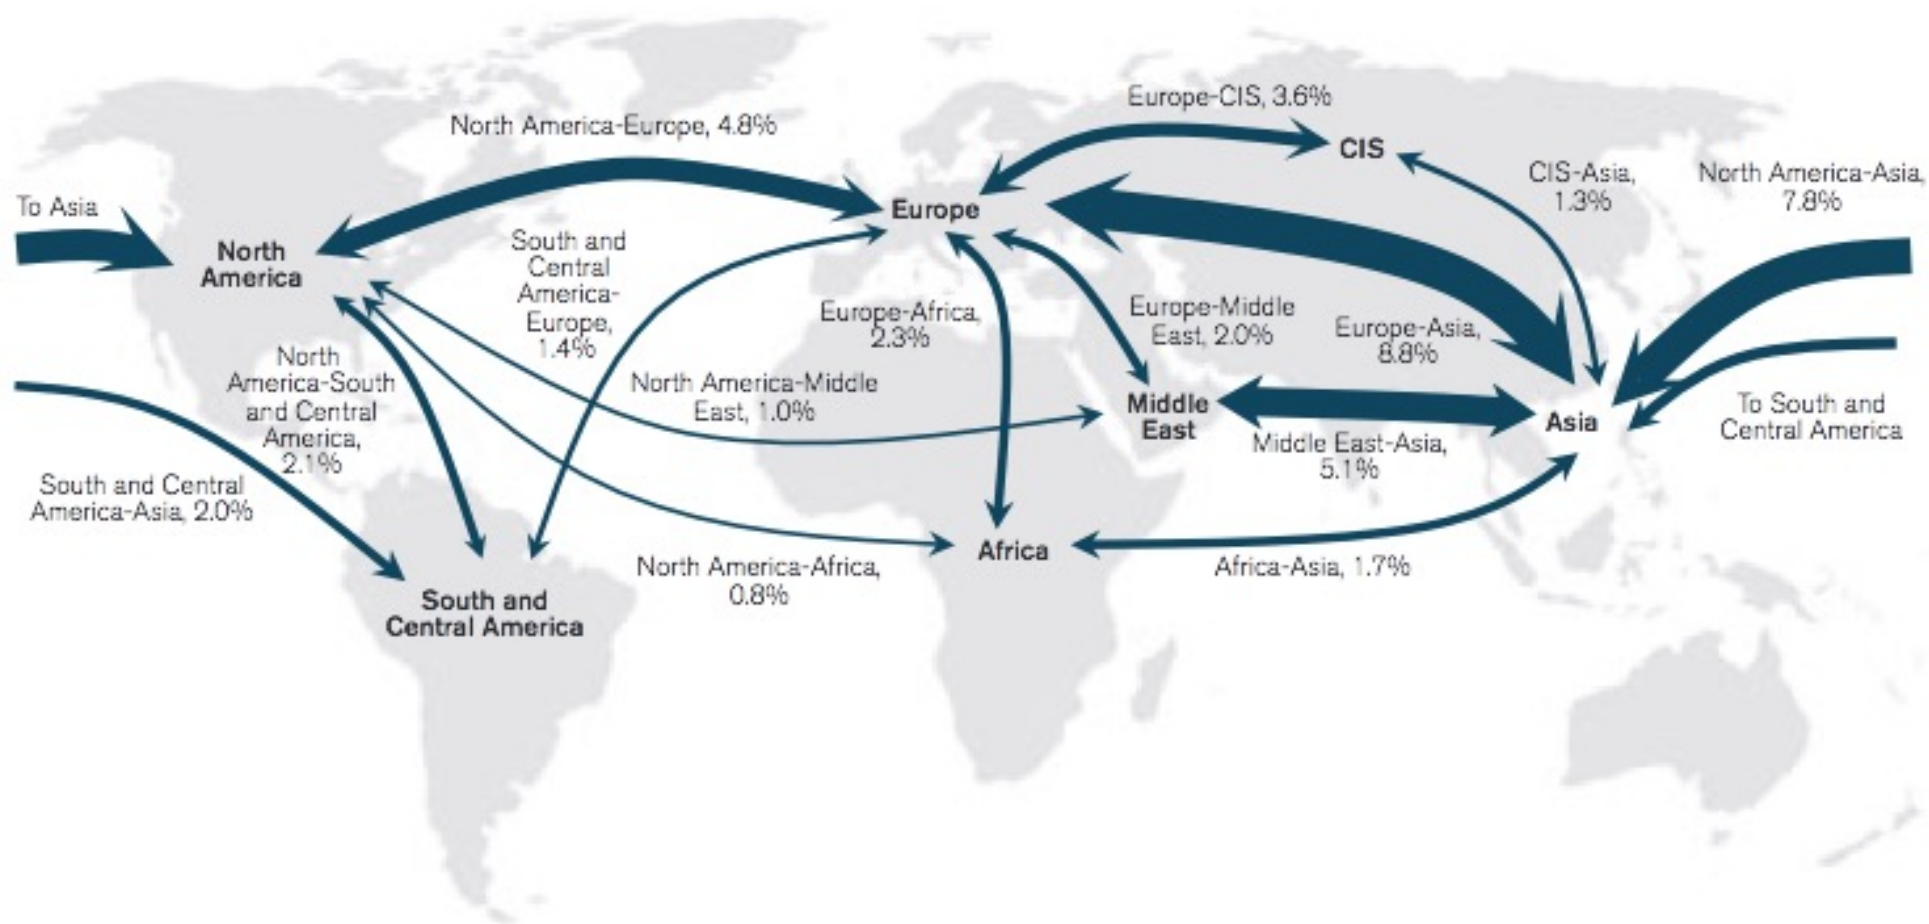 Europe-CIS, 3.6%
North America-Europe, 4.8%
CIS
CIS-Asia,
1.3%
North America-Asia,
7.8%
To Asia
Europe
North
America
South and
Central
America-
Europe,
1.4%
Europe-Africa,
2.3%
Europe-Middle
East, 2.0%
Europe-Asia,
8.8%
North
America-South
and Central
America,
2.1%
North America-Middle
East, 1.0%
Middle
East
Asia
To South and
Central America
Middle East-Asia,
5.1%
South and Central
America-Asia, 2.0%
North America-Africa,
0.8%
Africa
Africa-Asia, 1.7%
South and
Central America